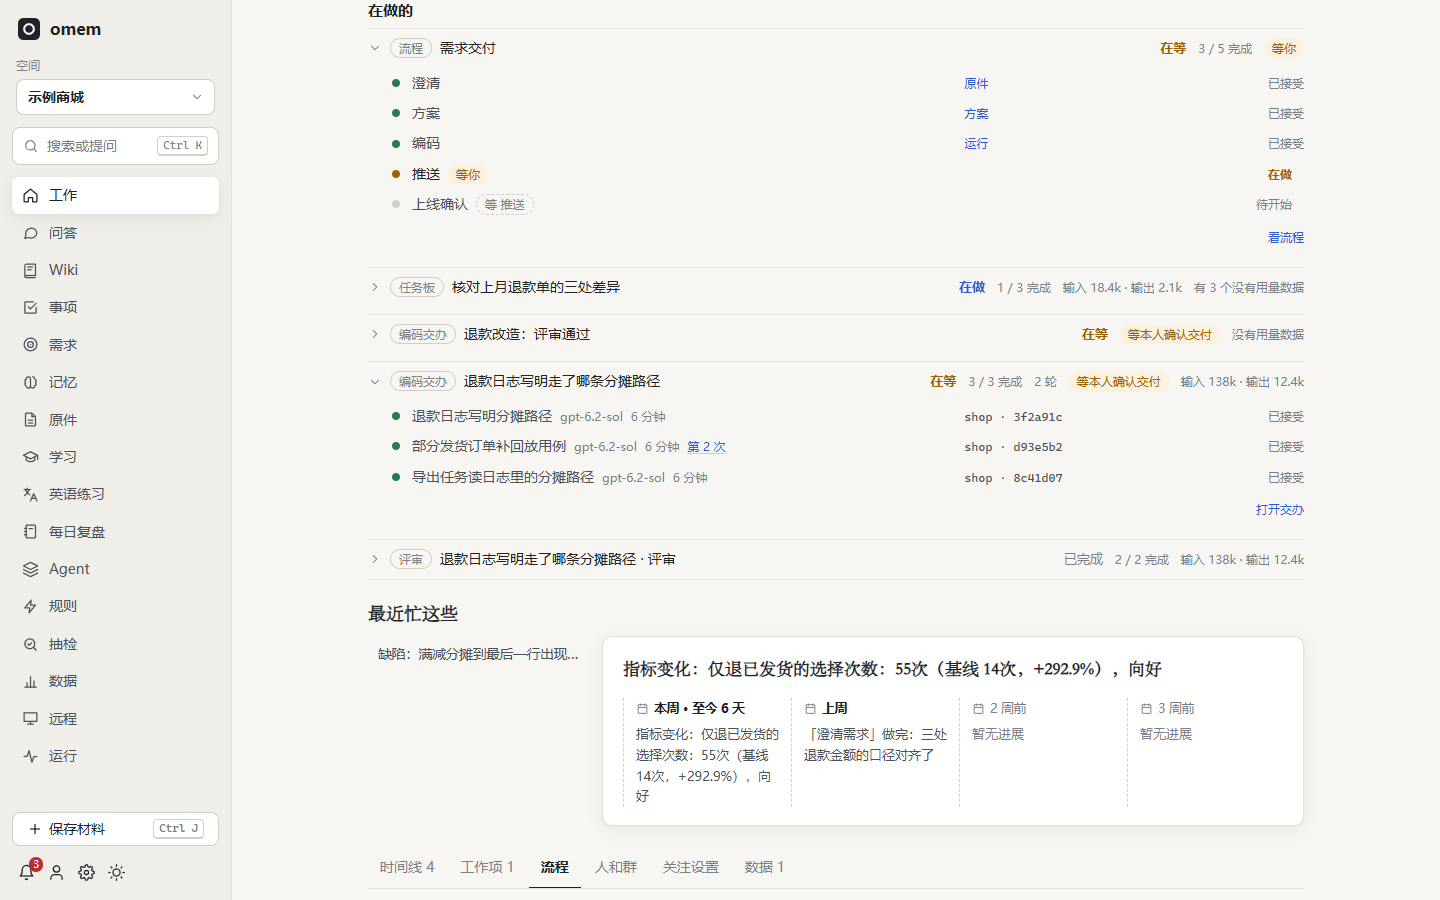 omem
空间
示例商城
搜索或提问 Ctrl K
工作
问答
Wiki
事项
需求
记忆
原件
学习
英语练习
每日复盘
Agent
规则
抽检
数据
远程
运行
保存材料 Ctrl J
3
在做的
流程 需求交付 在等 3 / 5 完成 等你
澄清 原件 已接受
方案 方案 已接受
编码 运行 已接受
推送 等你 在做
上线确认 等 推送 待开始
看流程
任务板 核对上月退款单的三处差异 在做 1 / 3 完成 输入 18.4k · 输出 2.1k 有 3 个没有用量数据
编码交办 退款改造：评审通过 在等 等本人确认交付 没有用量数据
编码交办 退款日志写明走了哪条分摊路径 在等 3 / 3 完成 2 轮 等本人确认交付 输入 138k · 输出 12.4k
退款日志写明分摊路径 gpt-6.2-sol 6 分钟 shop · 3f2a91c 已接受
部分发货订单补回放用例 gpt-6.2-sol 6 分钟 第 2 次 shop · d93e5b2 已接受
导出任务读日志里的分摊路径 gpt-6.2-sol 6 分钟 shop · 8c41d07 已接受
打开交办
评审 退款日志写明走了哪条分摊路径 · 评审 已完成 2 / 2 完成 输入 138k · 输出 12.4k
最近忙这些
缺陷：满减分摊到最后一行出现...
指标变化：仅退已发货的选择次数：55次（基线 14次，+292.9%），向好
本周 • 至今 6 天
指标变化：仅退已发货的
选择次数：55次（基线
14次，+292.9%），向
好
上周
「澄清需求」做完：三处
退款金额的口径对齐了
2 周前
暂无进展
3 周前
暂无进展
时间线 4 工作项 1 流程 人和群 关注设置 数据 1